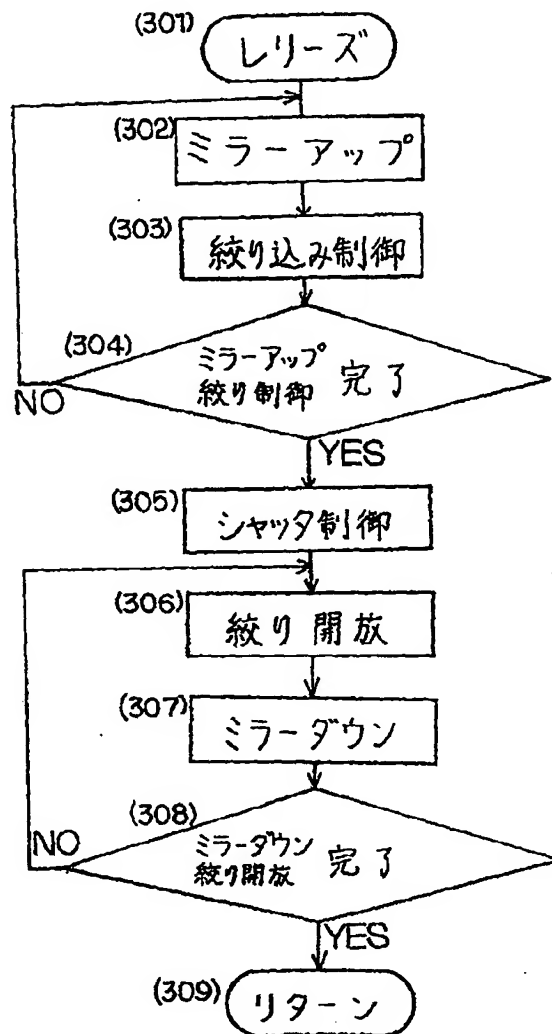 (301)
レリーズ
(302)
ミラーアップ
(303)
絞り込み制御
(304)
ミラーアップ
絞り制御 完了
NO
YES
(305)
シャッタ制御
(306)
絞り開放
(307)
ミラーダウン
(308)
ミラーダウン
絞り開放 完了
NO
YES
(309)
リターン